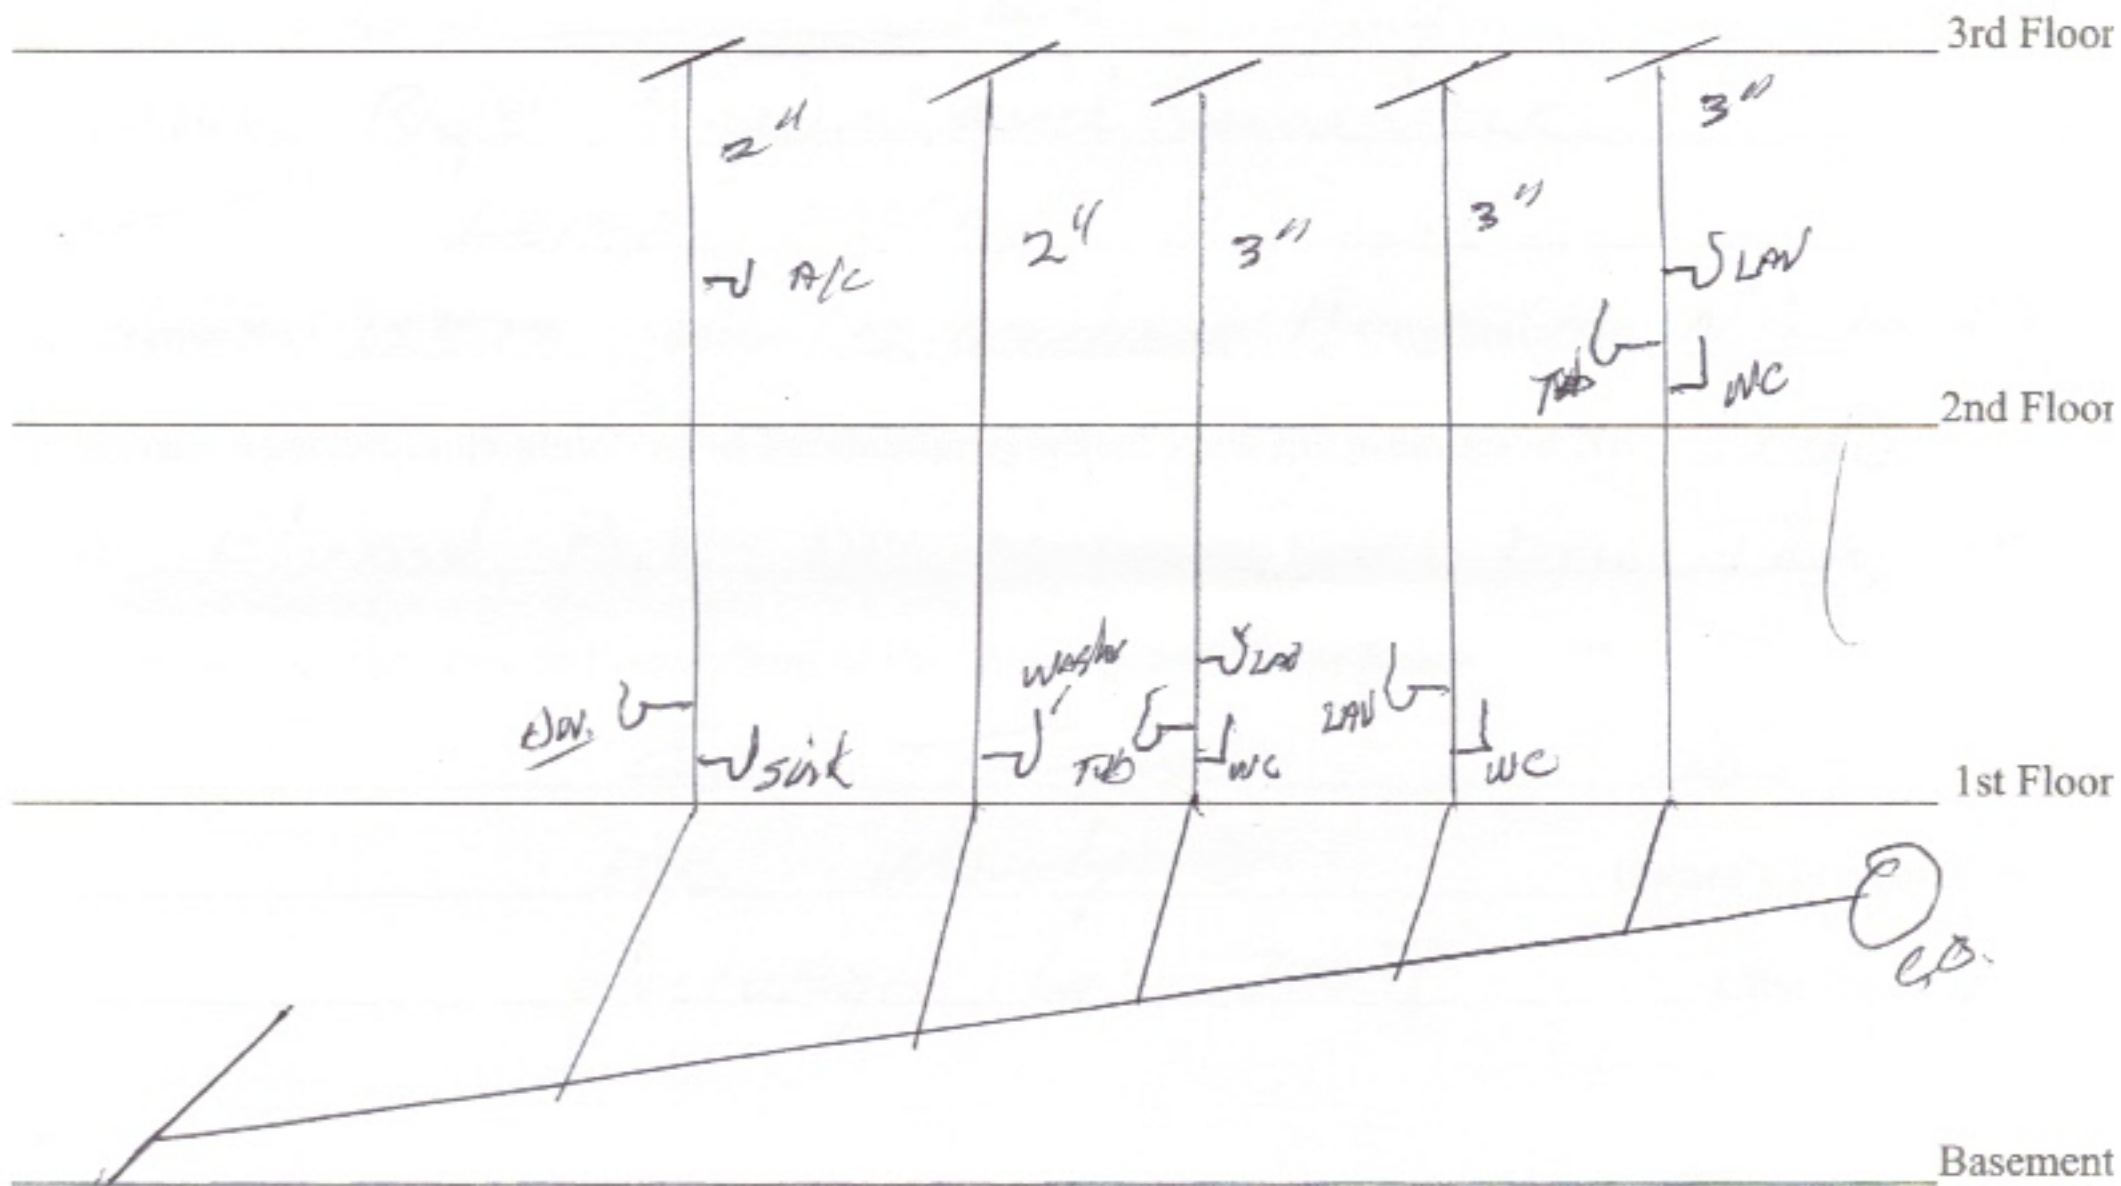 3rd Floor
2"
3"
2"
3"
3"
A/C
LAV
Tub
WC
2nd Floor
Washer
LAV
DW.
sink
Tub
WC
LAV
WC
1st Floor
C.O.
Basement